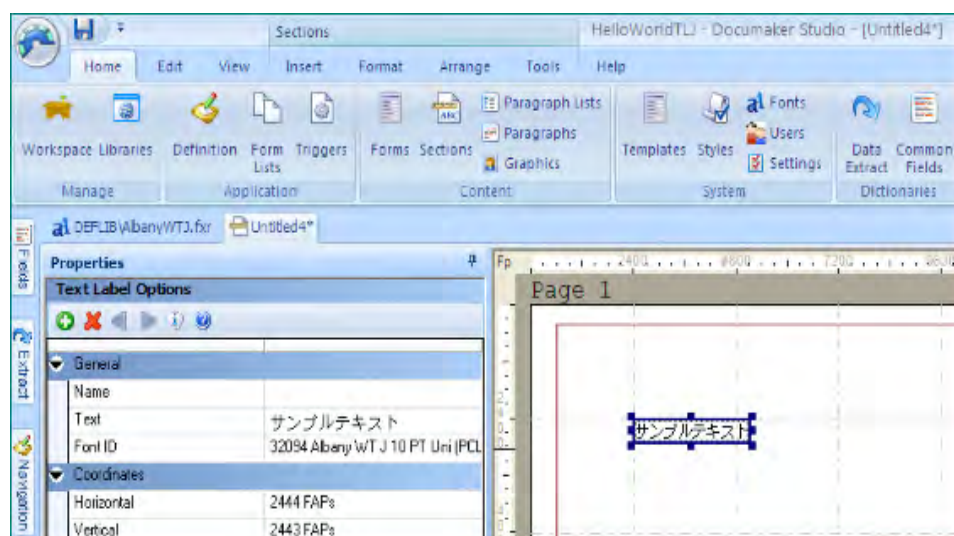 Sections
HelloWorldTLJ - Documaker Studio - [Untitled4*]
Home Edit View Insert Format Arrange Tools Help
Workspace Libraries Definition Form Lists Triggers Forms Sections
Paragraph Lists
Paragraphs
Graphics
Templates Styles
Fonts
Users
Settings
Data Extract
Common Fields
Manage Application Content System Dictionaries
DEFLIB\AlbanyWTJ.fxr Untitled4*
Fields
Extract
Navigation
Properties
Text Label Options
General
Name
Text サンプルテキスト
Font ID 32094 Albany WT J 10 PT Uni (PCL
Coordinates
Horizontal 2444 FAPs
Vertical 2443 FAPs
Fp 2400 4800 7200
Page 1
サンプルテキスト